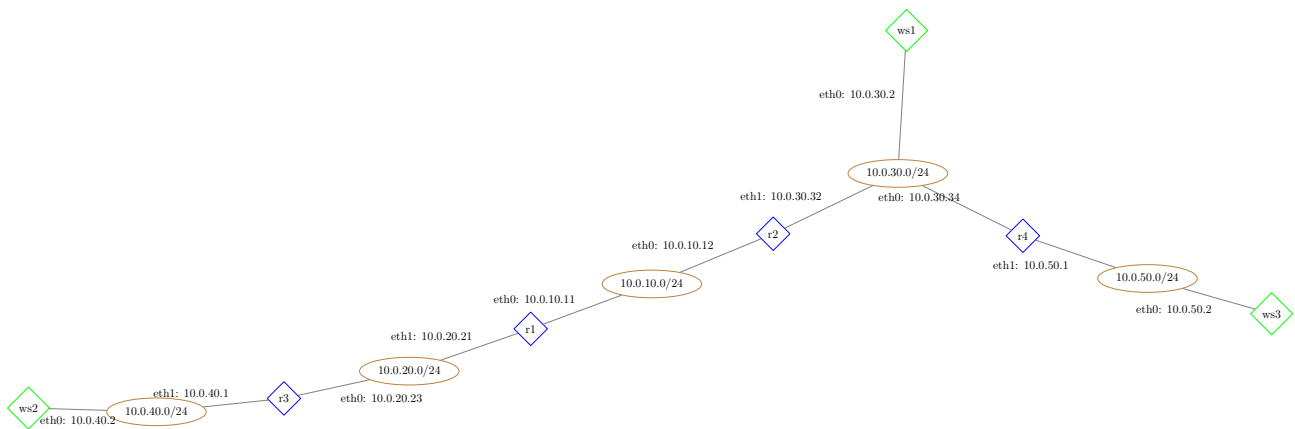 ws1
eth0: 10.0.30.2
10.0.30.0/24
eth1: 10.0.30.32
eth0: 10.0.30.34
r2
r4
eth0: 10.0.10.12
eth1: 10.0.50.1
10.0.50.0/24
10.0.10.0/24
eth0: 10.0.10.11
eth0: 10.0.50.2
ws3
r1
eth1: 10.0.20.21
10.0.20.0/24
eth1: 10.0.40.1
r3
eth0: 10.0.20.23
ws2
10.0.40.0/24
eth0: 10.0.40.2